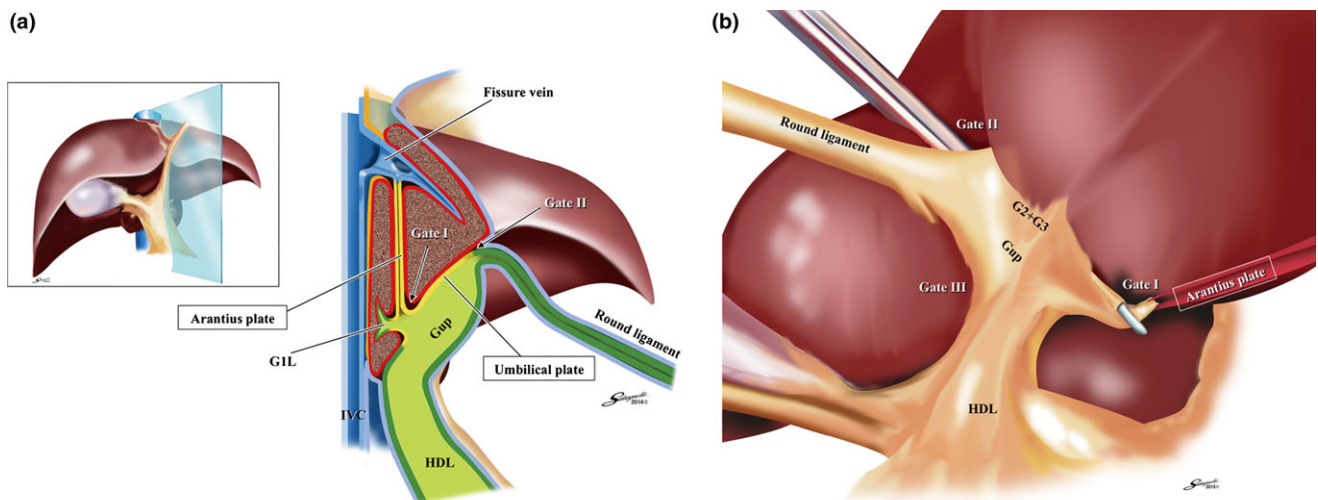 (a)
Fissure vein
Gate II
Gate I
Arantius plate
G1L
Gup
Round ligament
Umbilical plate
IVC
HDL
2014©
(b)
Gate II
Round ligament
G2+G3
Gup
Gate I
Arantius plate
Gate III
HDL